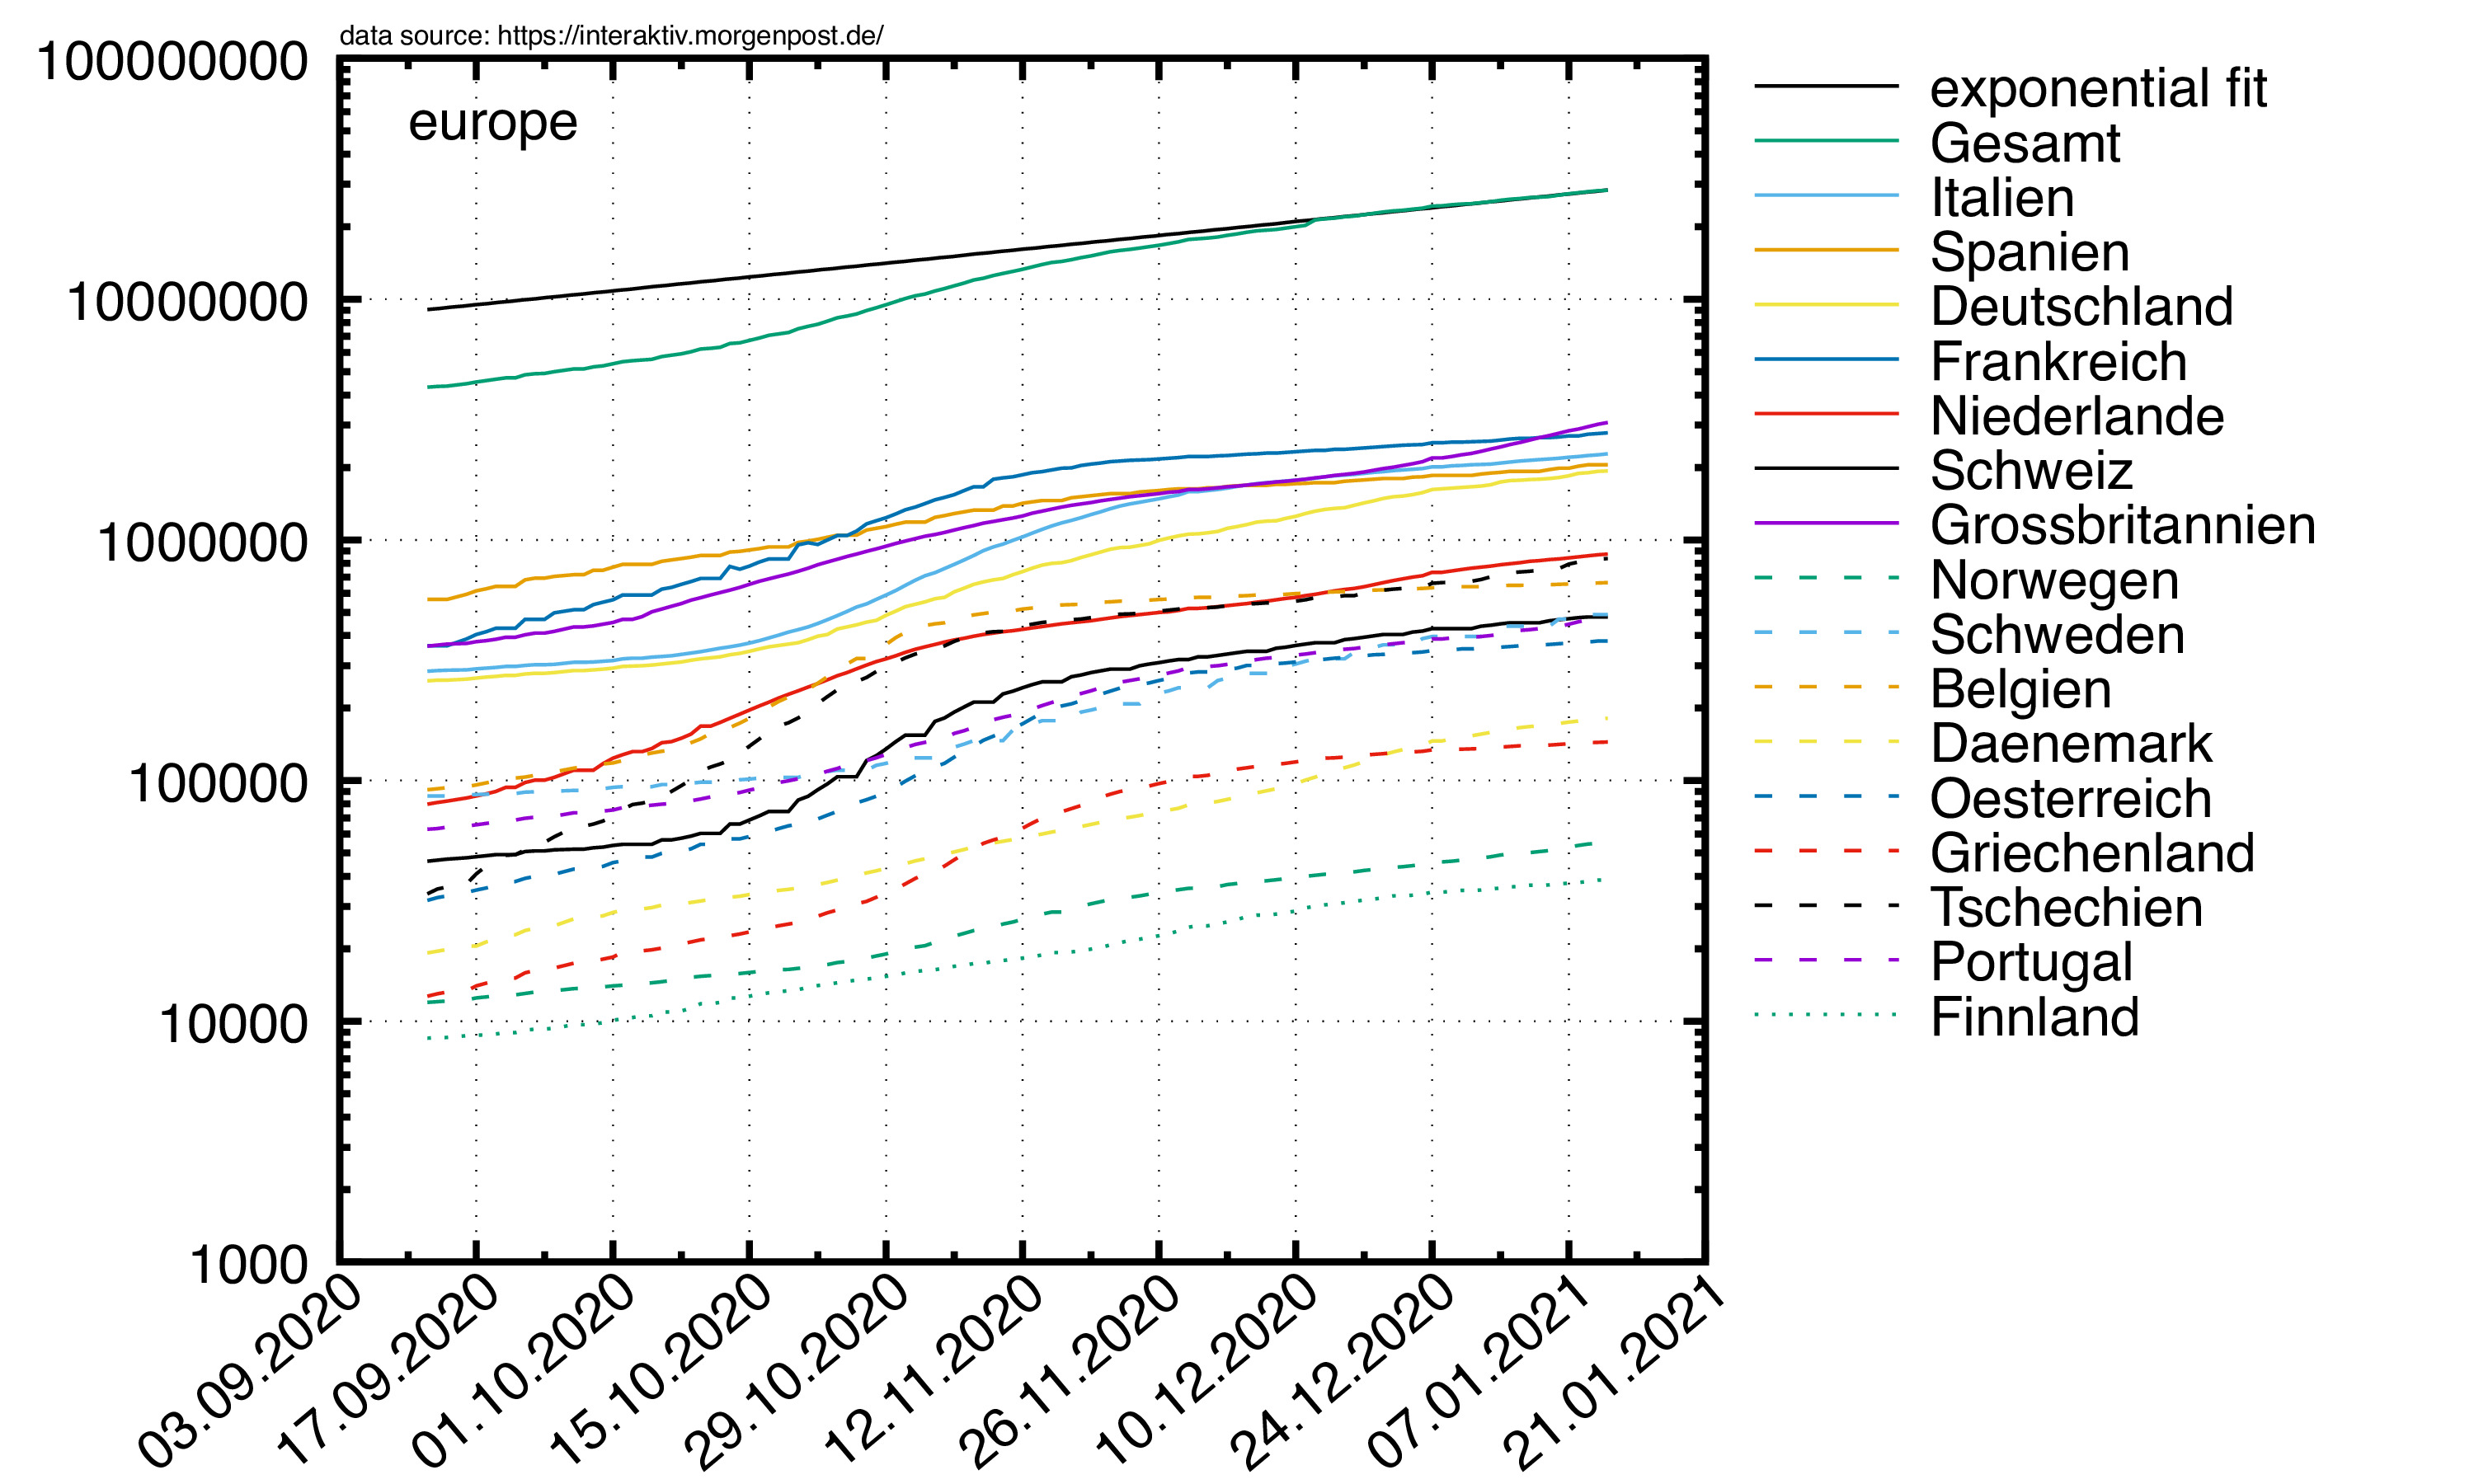 data source: https://interaktiv.morgenpost.de/
100000000
10000000
1000000
100000
10000
1000
europe
exponential fit
Gesamt
Italien
Spanien
Deutschland
Frankreich
Niederlande
Schweiz
Grossbritannien
Norwegen
Schweden
Belgien
Daenemark
Oesterreich
Griechenland
Tschechien
Portugal
Finnland
03.09.2020
17.09.2020
01.10.2020
15.10.2020
29.10.2020
12.11.2020
26.11.2020
10.12.2020
24.12.2020
07.01.2021
21.01.2021